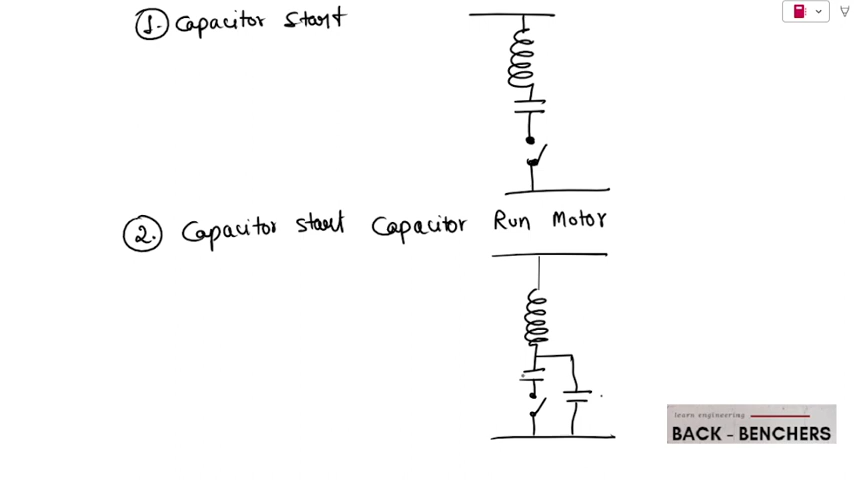 1. Capacitor Start
2. Capacitor start Capacitor Run Motor
learn engineering
BACK - BENCHERS